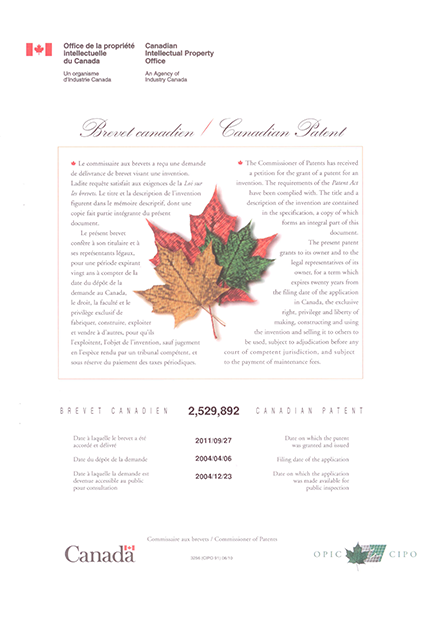 Office de la propriété
intellectuelle
du Canada
Un organisme
d'Industrie Canada
Canadian
Intellectual Property
Office
An Agency of
Industry Canada
Brevet canadien / Canadian Patent
Le commissaire aux brevets a reçu une demande
de délivrance de brevet visant une invention.
Ladite requête satisfait aux exigences de la Loi sur
les brevets. Le titre et la description de l'invention
figurent dans le mémoire descriptif, dont une
copie fait partie intégrante du présent
document.
Le présent brevet
confère à son titulaire et à
ses représentants légaux,
pour une période expirant
vingt ans à compter de la
date du dépôt de la
demande au Canada,
le droit, la faculté et le
privilège exclusif de
fabriquer, construire, exploiter
et vendre à d'autres, pour qu'ils
l'exploitent, l'objet de l'invention, sauf jugement
en l'espèce rendu par un tribunal compétent, et
sous réserve du paiement des taxes périodiques.
The Commissioner of Patents has received
a petition for the grant of a patent for an
invention. The requirements of the Patent Act
have been complied with. The title and a
description of the invention are contained
in the specification, a copy of which
forms an integral part of this
document.
The present patent
grants to its owner and to the
legal representatives of its
owner, for a term which
expires twenty years from
the filing date of the application
in Canada, the exclusive
right, privilege and liberty of
making, constructing and using
the invention and selling it to others to
be used, subject to adjudication before any
court of competent jurisdiction, and subject
to the payment of maintenance fees.
BREVET CANADIEN 2,529,892 CANADIAN PATENT
Date à laquelle le brevet a été
accordé et délivré
2011/09/27
Date on which the patent
was granted and issued
Date du dépôt de la demande
2004/04/06
Filing date of the application
Date à laquelle la demande est
devenue accessible au public
pour consultation
2004/12/23
Date on which the application
was made available for
public inspection
Commissaire aux brevets / Commissioner of Patents
Canada
OPIC CIPO